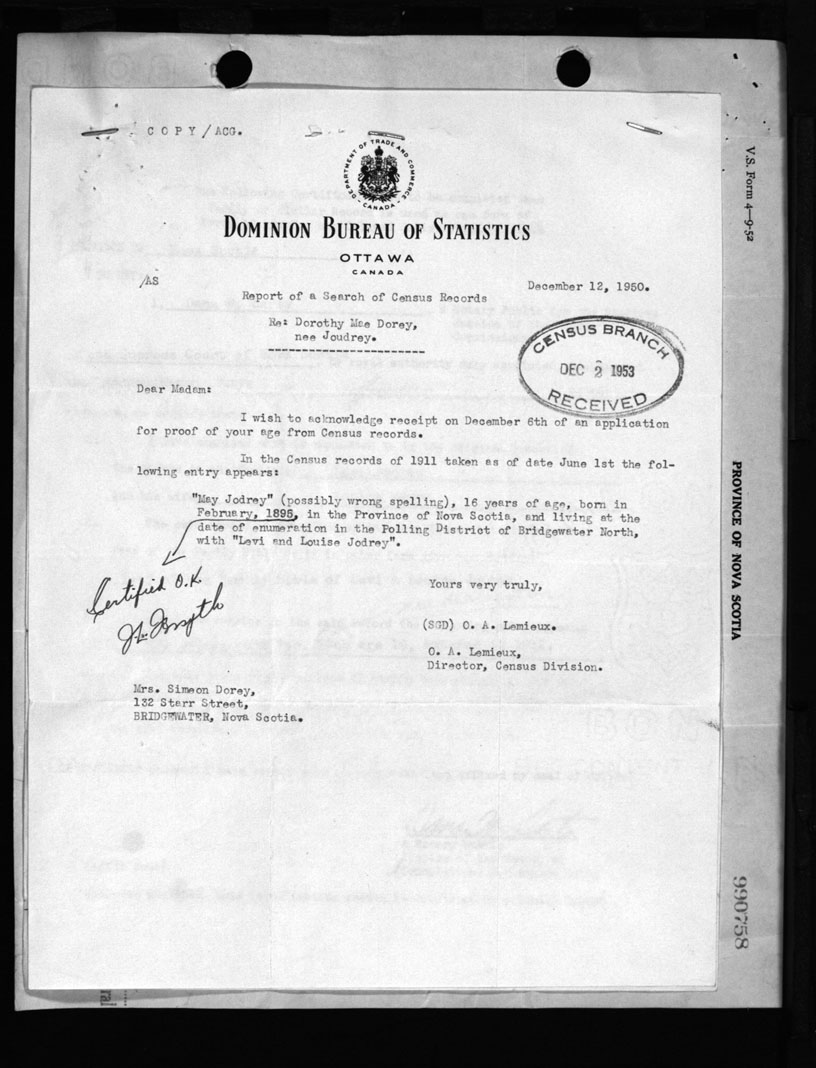 COPY/ACG.
DEPARTMENT OF TRADE AND COMMERCE
CANADA
DOMINION BUREAU OF STATISTICS
OTTAWA
CANADA
/AS
December 12, 1950.
Report of a Search of Census Records
Re: Dorothy Mae Dorey,
nee Joudrey.
CENSUS BRANCH
DEC 2 1953
RECEIVED
Dear Madam:
I wish to acknowledge receipt on December 6th of an application
for proof of your age from Census records.
In the Census records of 1911 taken as of date June 1st the fol-
lowing entry appears:
"May Jodrey" (possibly wrong spelling), 16 years of age, born in
February, 1895, in the Province of Nova Scotia, and living at the
date of enumeration in the Polling District of Bridgewater North,
with "Levi and Louise Jodrey".
Certified O.K.
Yours very truly,
(SGD) O. A. Lemieux.
O. A. Lemieux,
Director, Census Division.
Mrs. Simeon Dorey,
132 Starr Street,
BRIDGEWATER, Nova Scotia.
V.S. Form 4—9-52
PROVINCE OF NOVA SCOTIA
990758